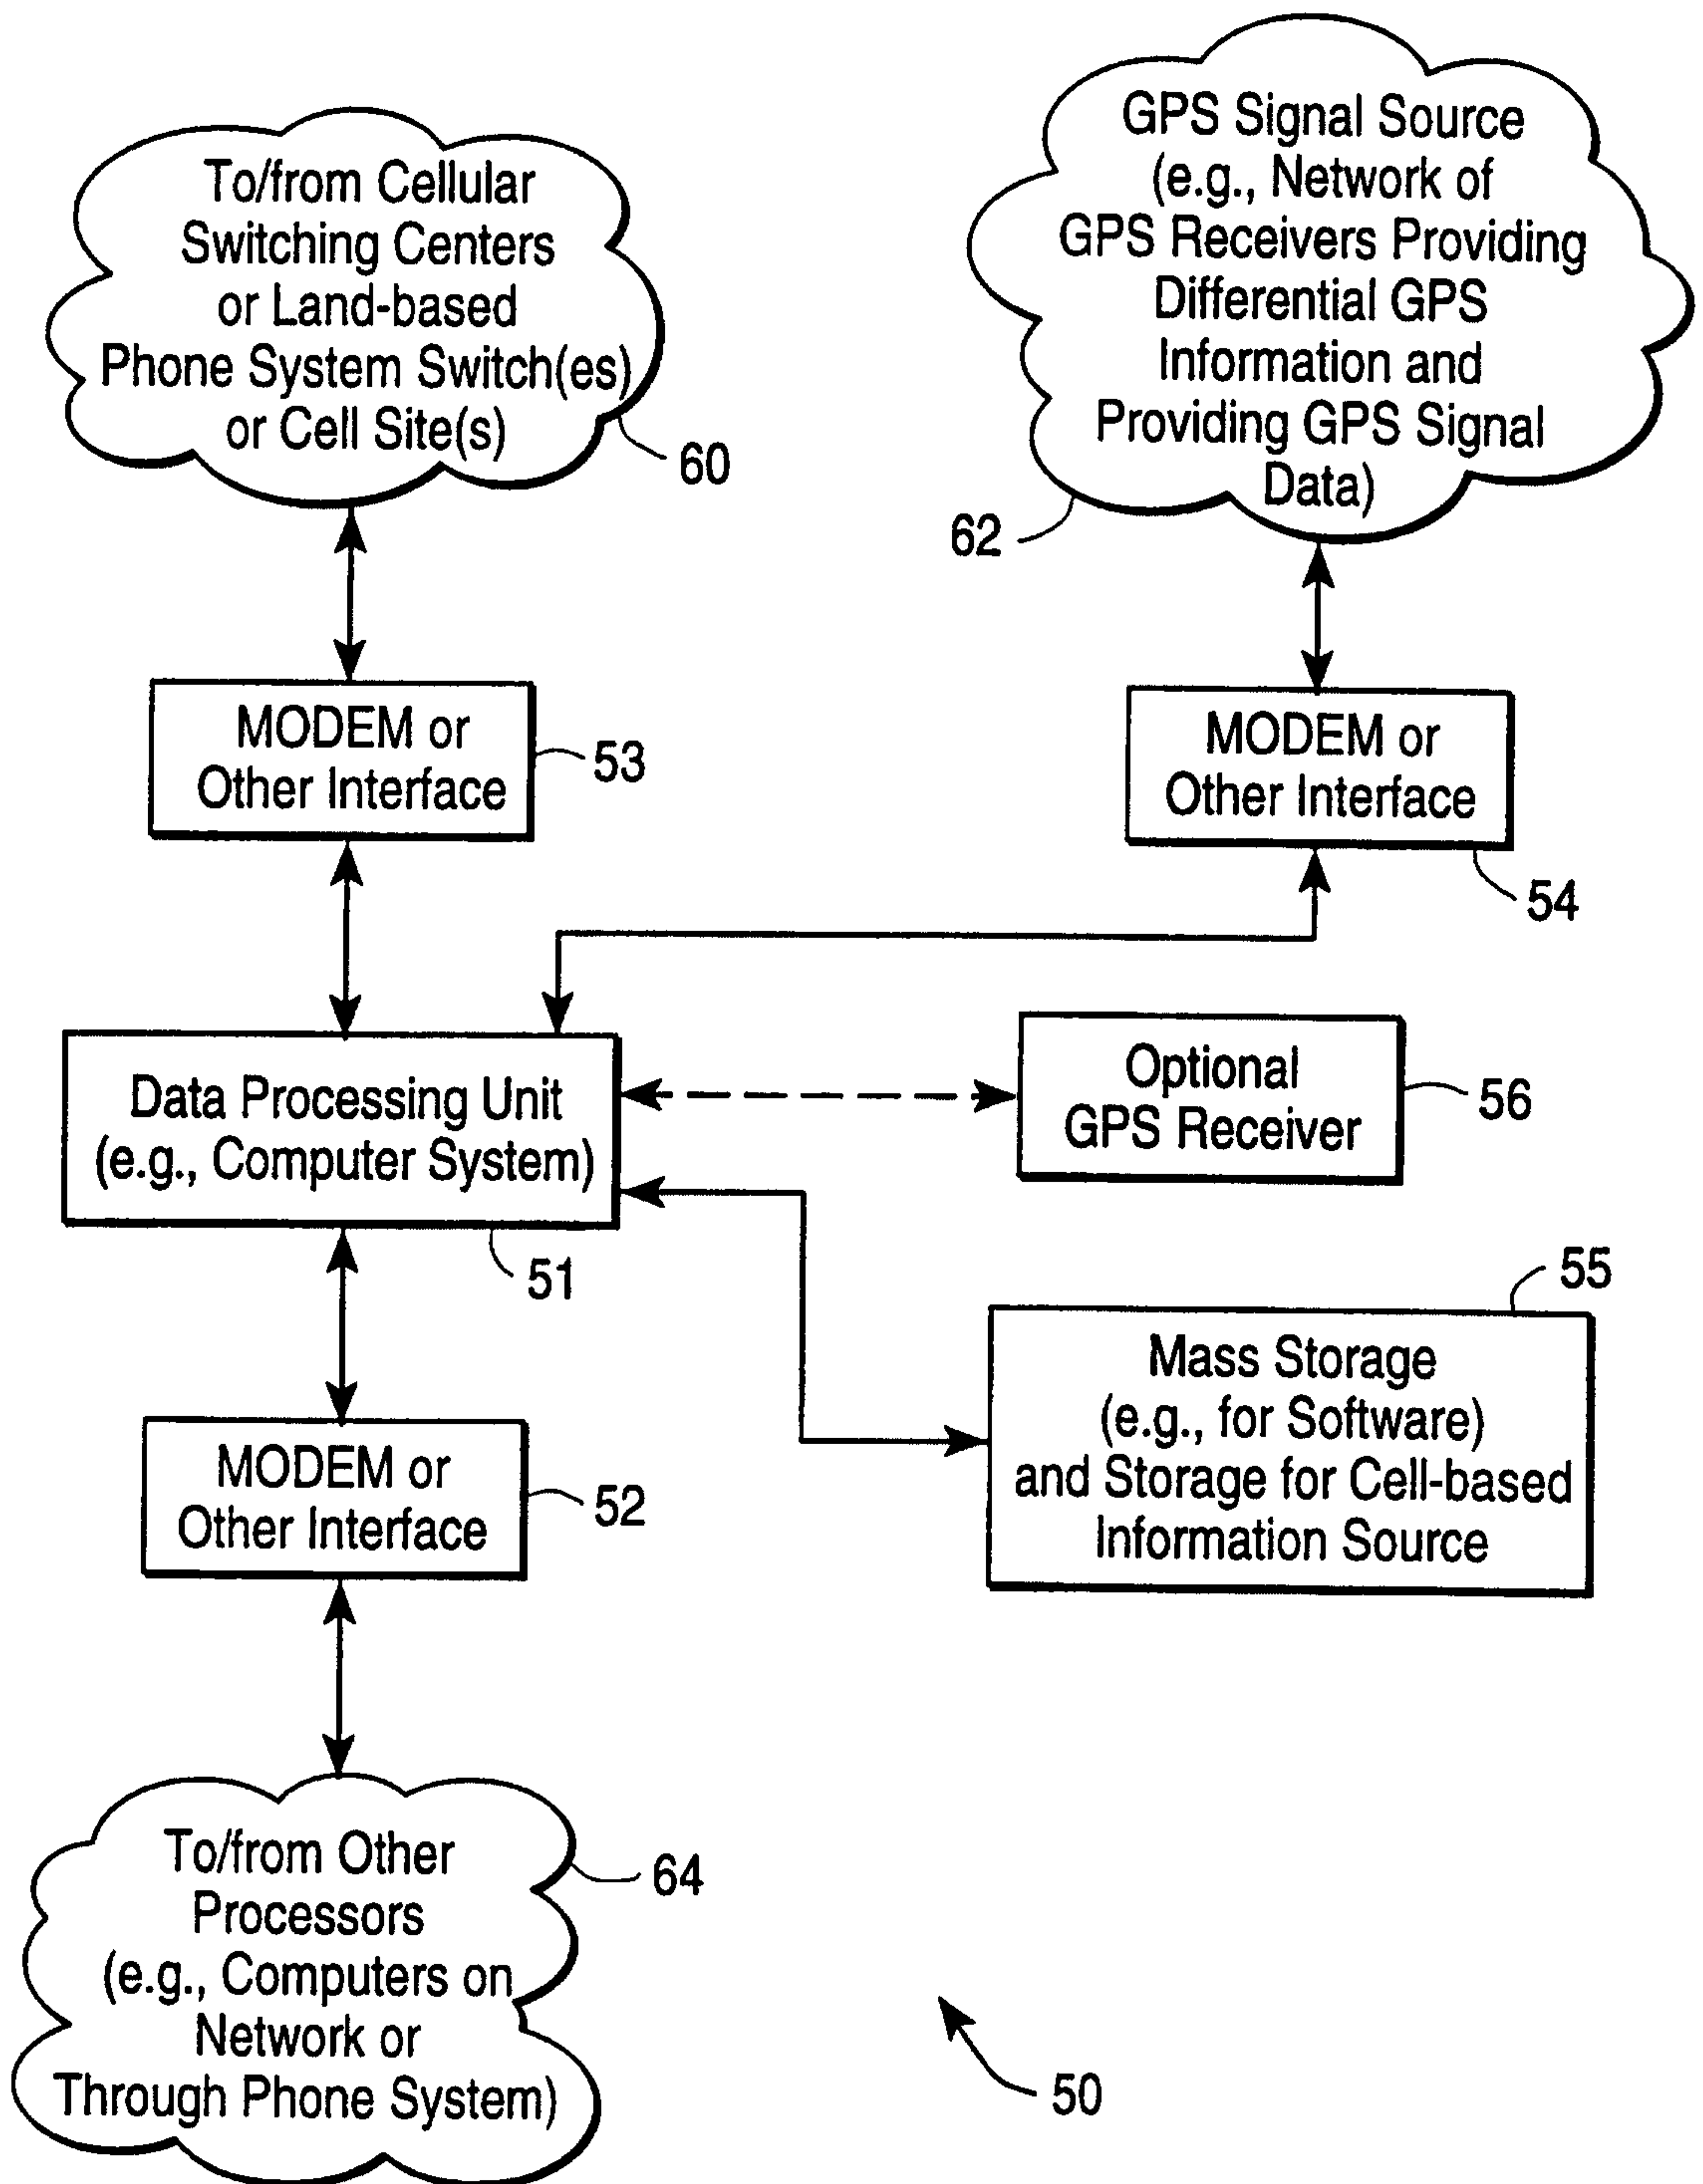 To/from Cellular
Switching Centers
or Land-based
Phone System Switch(es)
or Cell Site(s)
60
GPS Signal Source
(e.g., Network of
GPS Receivers Providing
Differential GPS
Information and
Providing GPS Signal
Data)
62
MODEM or
Other Interface
53
MODEM or
Other Interface
54
Data Processing Unit
(e.g., Computer System)
51
Optional
GPS Receiver
56
MODEM or
Other Interface
52
55
Mass Storage
(e.g., for Software)
and Storage for Cell-based
Information Source
To/from Other
Processors
(e.g., Computers on
Network or
Through Phone System)
64
50